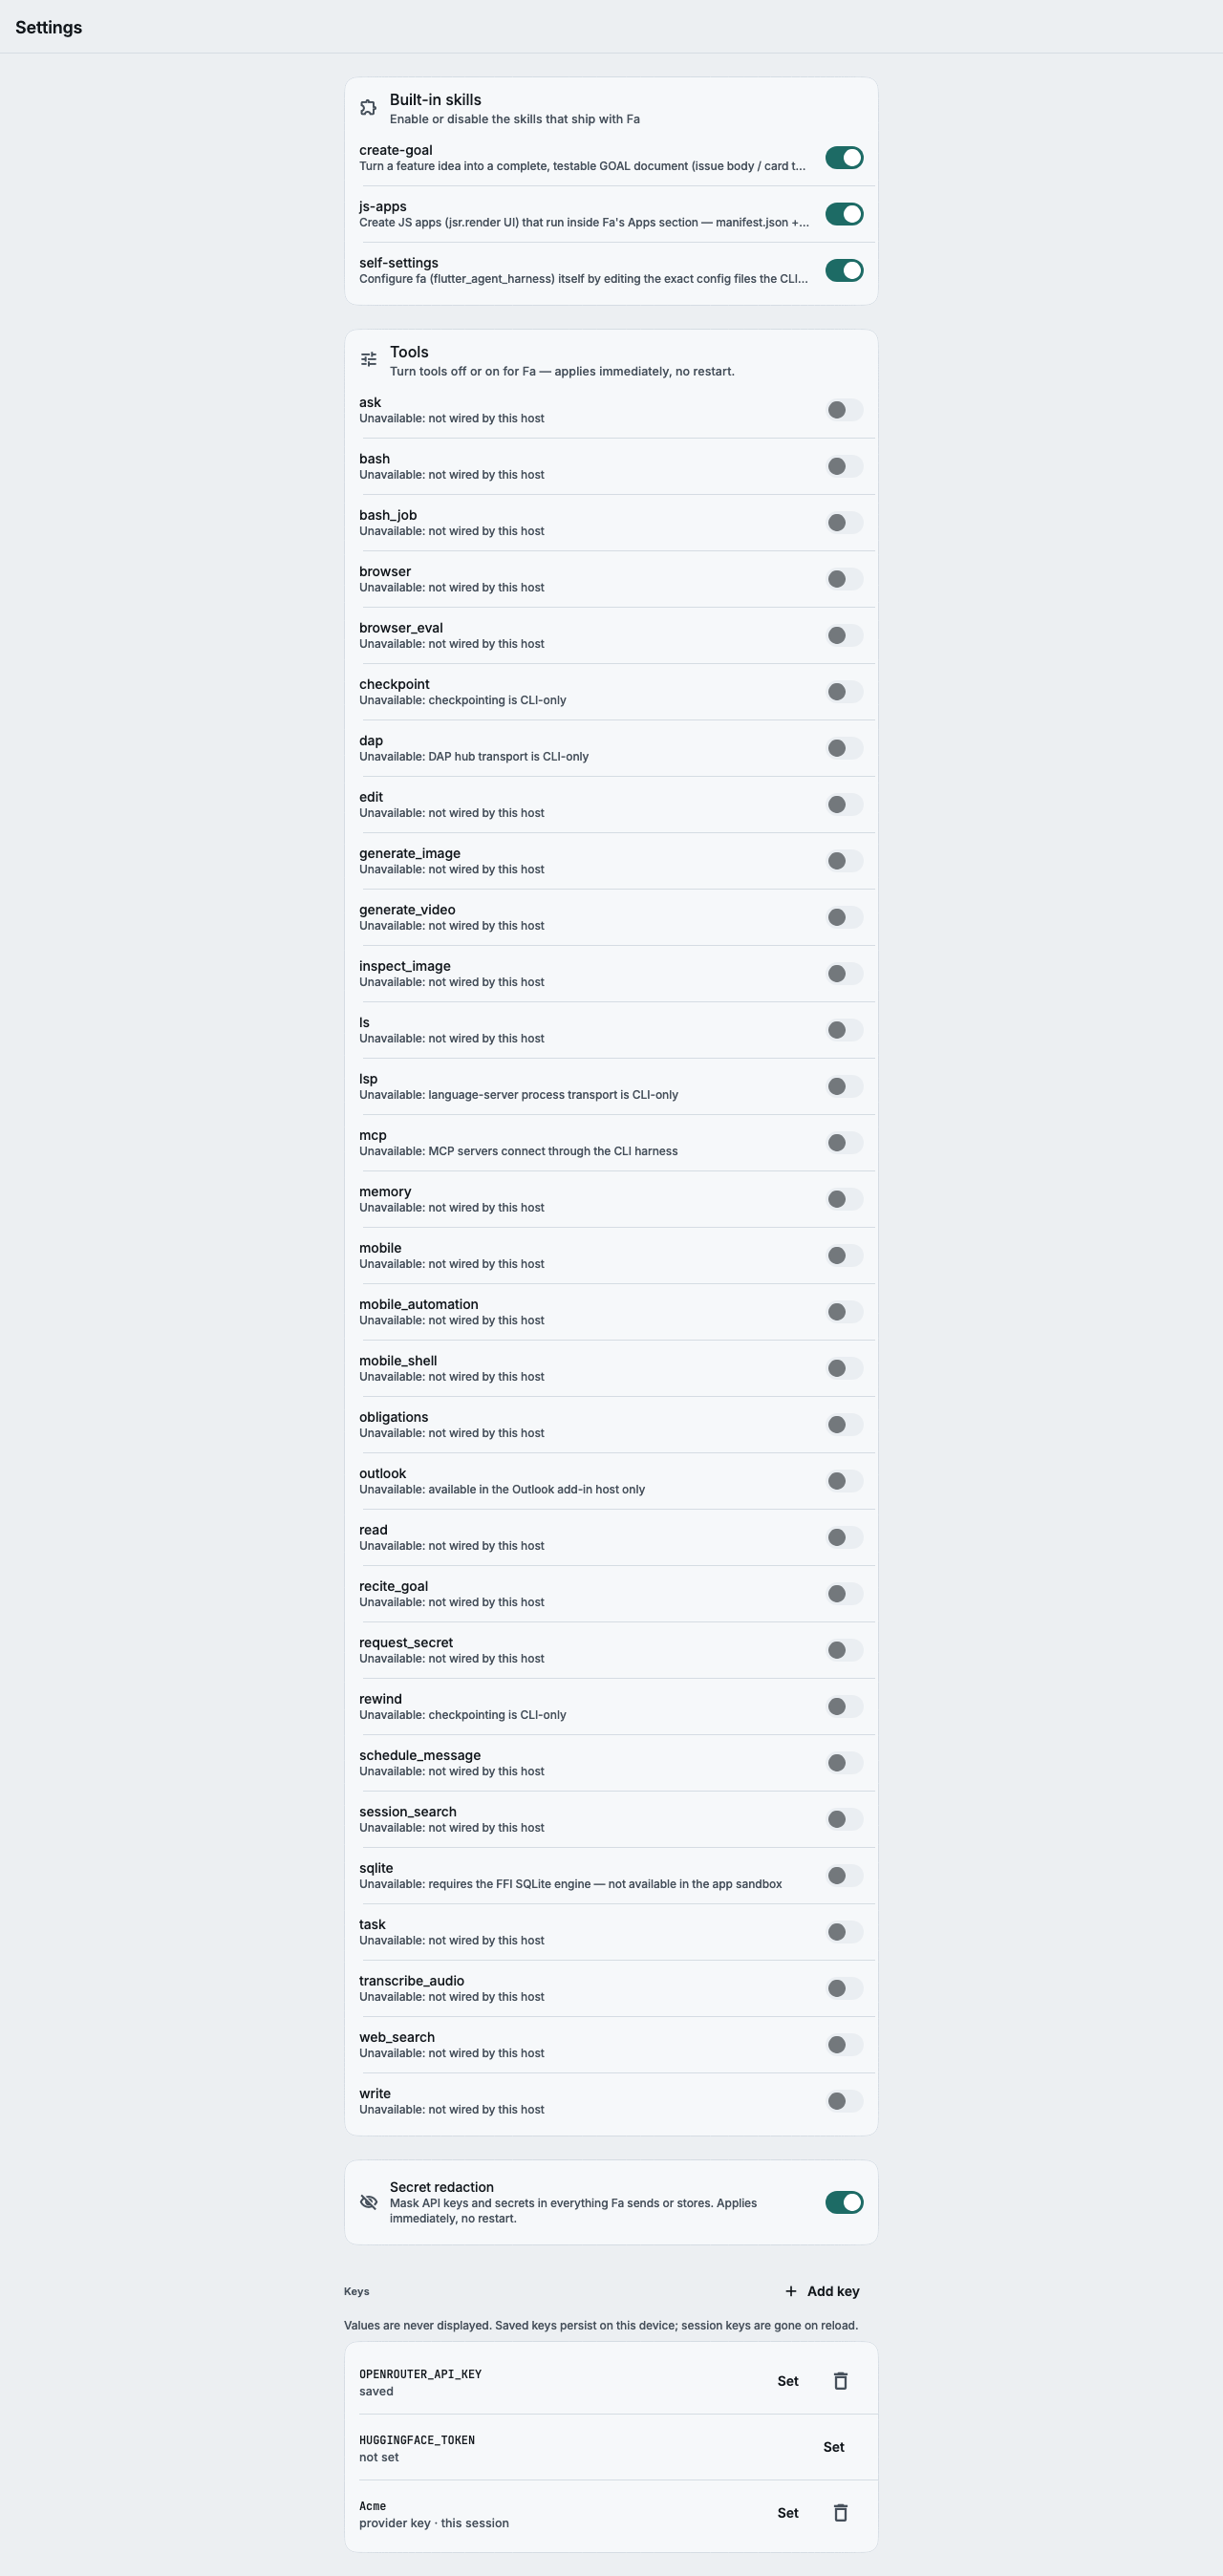 Settings
Built-in skills
Enable or disable the skills that ship with Fa
create-goal
Turn a feature idea into a complete, testable GOAL document (issue body / card t...
js-apps
Create JS apps (jsr.render UI) that run inside Fa's Apps section — manifest.json +...
self-settings
Configure fa (flutter_agent_harness) itself by editing the exact config files the CLI...
Tools
Turn tools off or on for Fa — applies immediately, no restart.
ask
Unavailable: not wired by this host
bash
Unavailable: not wired by this host
bash_job
Unavailable: not wired by this host
browser
Unavailable: not wired by this host
browser_eval
Unavailable: not wired by this host
checkpoint
Unavailable: checkpointing is CLI-only
dap
Unavailable: DAP hub transport is CLI-only
edit
Unavailable: not wired by this host
generate_image
Unavailable: not wired by this host
generate_video
Unavailable: not wired by this host
inspect_image
Unavailable: not wired by this host
ls
Unavailable: not wired by this host
lsp
Unavailable: language-server process transport is CLI-only
mcp
Unavailable: MCP servers connect through the CLI harness
memory
Unavailable: not wired by this host
mobile
Unavailable: not wired by this host
mobile_automation
Unavailable: not wired by this host
mobile_shell
Unavailable: not wired by this host
obligations
Unavailable: not wired by this host
outlook
Unavailable: available in the Outlook add-in host only
read
Unavailable: not wired by this host
recite_goal
Unavailable: not wired by this host
request_secret
Unavailable: not wired by this host
rewind
Unavailable: checkpointing is CLI-only
schedule_message
Unavailable: not wired by this host
session_search
Unavailable: not wired by this host
sqlite
Unavailable: requires the FFI SQLite engine — not available in the app sandbox
task
Unavailable: not wired by this host
transcribe_audio
Unavailable: not wired by this host
web_search
Unavailable: not wired by this host
write
Unavailable: not wired by this host
Secret redaction
Mask API keys and secrets in everything Fa sends or stores. Applies
immediately, no restart.
Keys
+ Add key
Values are never displayed. Saved keys persist on this device; session keys are gone on reload.
OPENROUTER_API_KEY
saved
Set
HUGGINGFACE_TOKEN
not set
Set
Acme
provider key · this session
Set